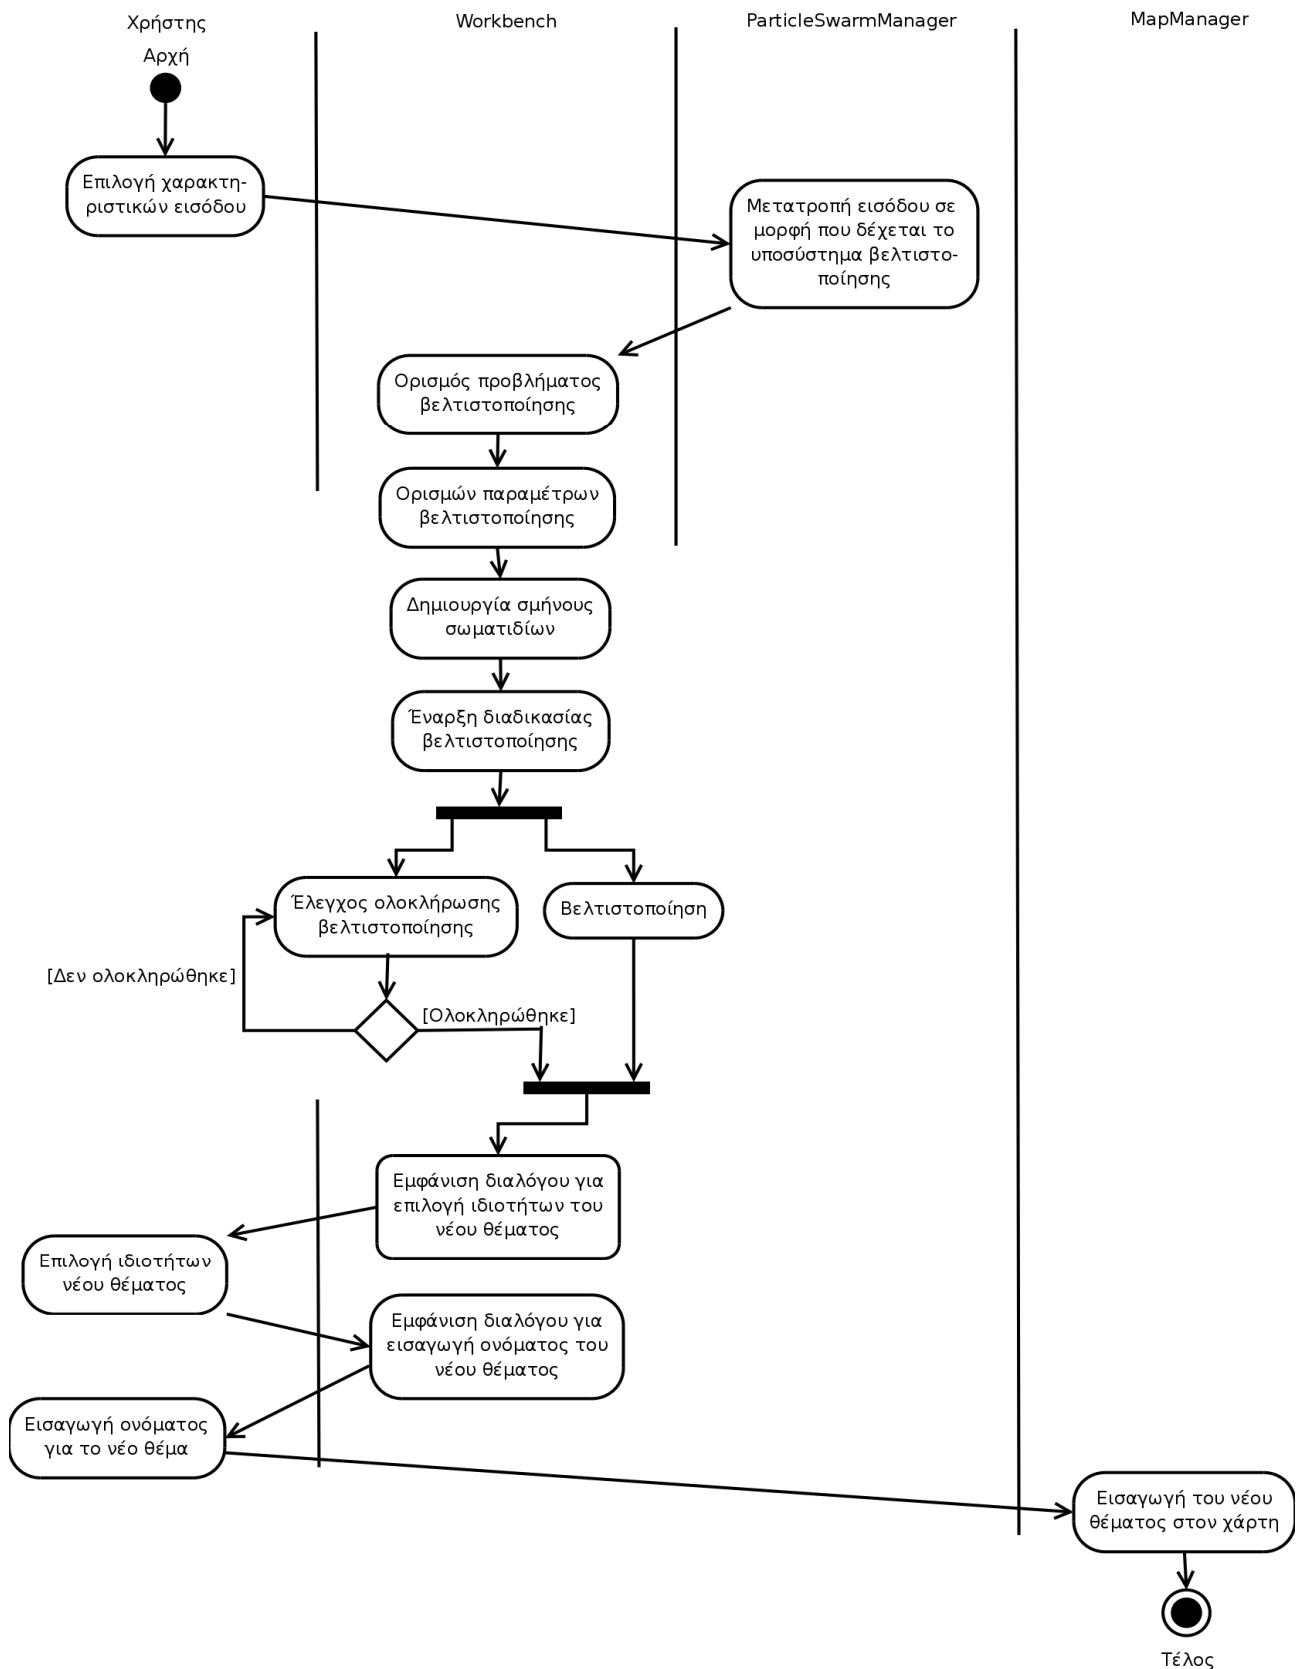 Χρήστης
Workbench
ParticleSwarmManager
MapManager
Αρχή
Επιλογή χαρακτη-
ριστικών εισόδου
Μετατροπή εισόδου σε
μορφή που δέχεται το
υποσύστημα βελτιστο-
ποίησης
Ορισμός προβλήματος
βελτιστοποίησης
Ορισμών παραμέτρων
βελτιστοποίησης
Δημιουργία σμήνους
σωματιδίων
Έναρξη διαδικασίας
βελτιστοποίησης
Έλεγχος ολοκλήρωσης
βελτιστοποίησης
Βελτιστοποίηση
[Δεν ολοκληρώθηκε]
[Ολοκληρώθηκε]
Εμφάνιση διαλόγου για
επιλογή ιδιοτήτων του
νέου θέματος
Επιλογή ιδιοτήτων
νέου θέματος
Εμφάνιση διαλόγου για
εισαγωγή ονόματος του
νέου θέματος
Εισαγωγή ονόματος
για το νέο θέμα
Εισαγωγή του νέου
θέματος στον χάρτη
Τέλος